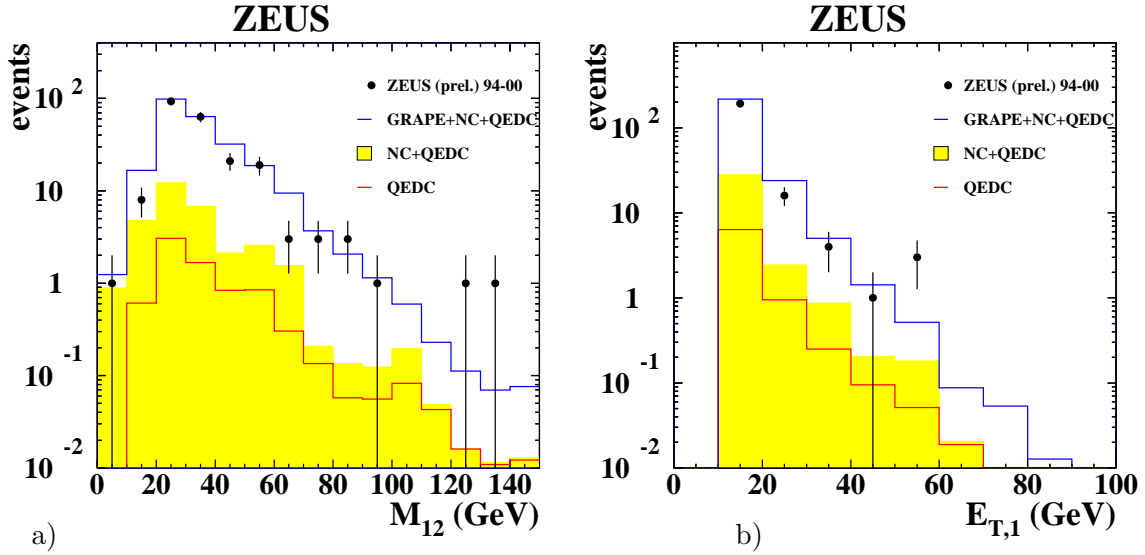 ZEUS
events
10^2
10
1
10^-1
10^-2
0 20 40 60 80 100 120 140
M_12 (GeV)
ZEUS (prel.) 94-00
GRAPE+NC+QEDC
NC+QEDC
QEDC
a)
ZEUS
events
10^2
10
1
10^-1
10^-2
0 20 40 60 80 100
E_T,1 (GeV)
ZEUS (prel.) 94-00
GRAPE+NC+QEDC
NC+QEDC
QEDC
b)